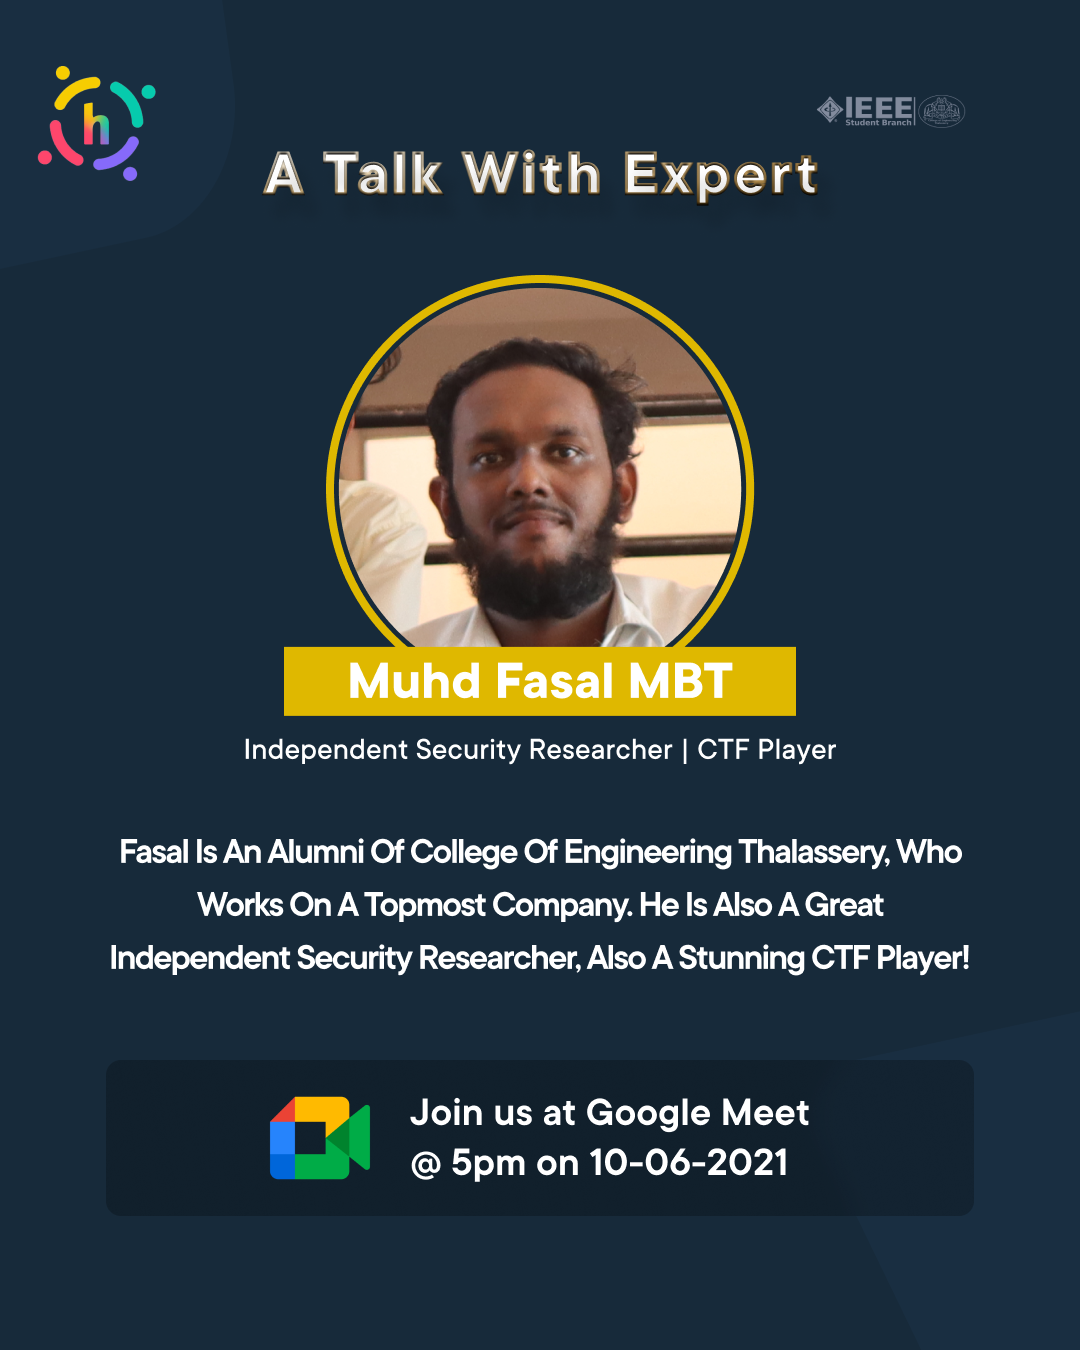 h
IEEE
Student Branch
A Talk With Expert
Muhd Fasal MBT
Independent Security Researcher | CTF Player
Fasal Is An Alumni Of College Of Engineering Thalassery, Who
Works On A Topmost Company. He Is Also A Great
Independent Security Researcher, Also A Stunning CTF Player!
Join us at Google Meet
@ 5pm on 10-06-2021